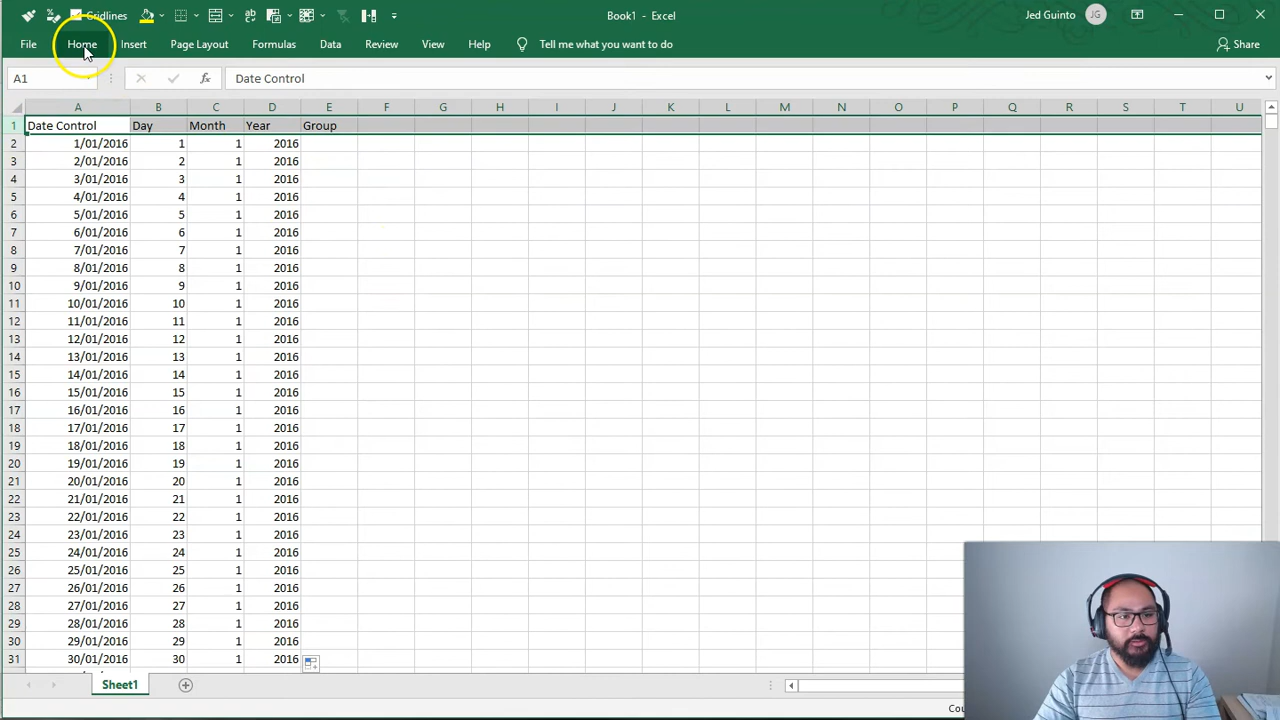 Gridlines
Book1 - Excel
Jed Guinto
JG
File Home Insert Page Layout Formulas Data Review View Help Tell me what you want to do Share
A1 fx Date Control
A B C D E F G H I J K L M N O P Q R S T U
1 Date Control Day Month Year Group
2 1/01/2016 1 1 2016
3 2/01/2016 2 1 2016
4 3/01/2016 3 1 2016
5 4/01/2016 4 1 2016
6 5/01/2016 5 1 2016
7 6/01/2016 6 1 2016
8 7/01/2016 7 1 2016
9 8/01/2016 8 1 2016
10 9/01/2016 9 1 2016
11 10/01/2016 10 1 2016
12 11/01/2016 11 1 2016
13 12/01/2016 12 1 2016
14 13/01/2016 13 1 2016
15 14/01/2016 14 1 2016
16 15/01/2016 15 1 2016
17 16/01/2016 16 1 2016
18 17/01/2016 17 1 2016
19 18/01/2016 18 1 2016
20 19/01/2016 19 1 2016
21 20/01/2016 20 1 2016
22 21/01/2016 21 1 2016
23 22/01/2016 22 1 2016
24 23/01/2016 23 1 2016
25 24/01/2016 24 1 2016
26 25/01/2016 25 1 2016
27 26/01/2016 26 1 2016
28 27/01/2016 27 1 2016
29 28/01/2016 28 1 2016
30 29/01/2016 29 1 2016
31 30/01/2016 30 1 2016
Sheet1